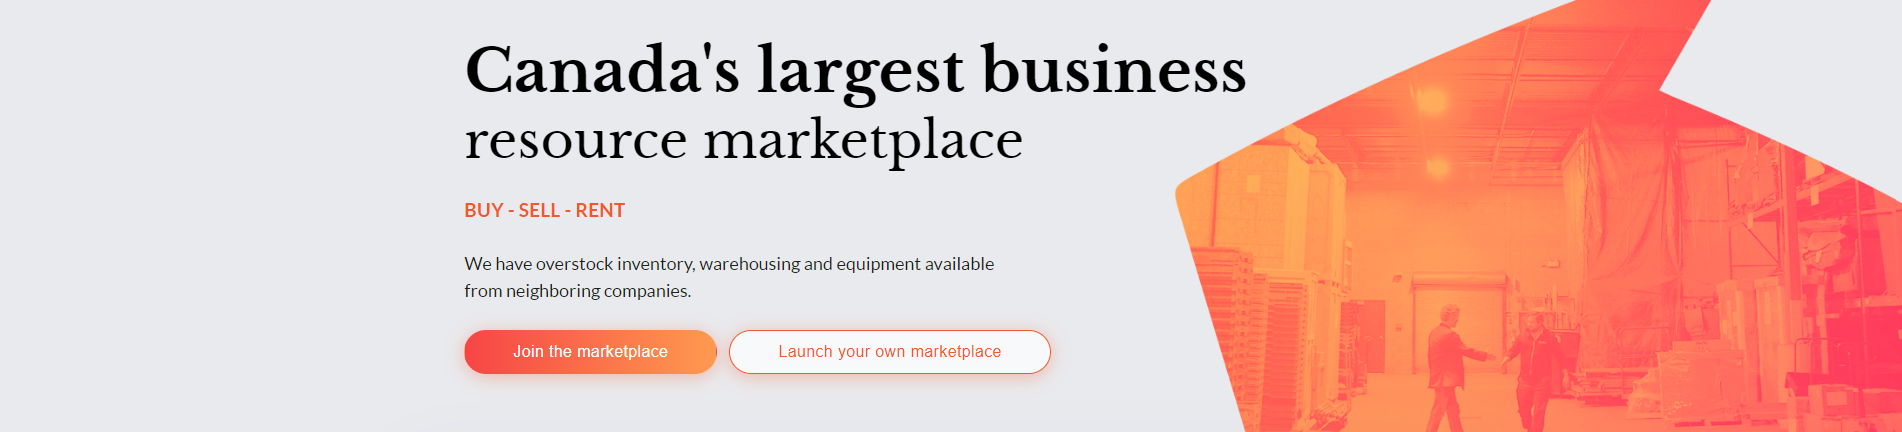 Canada's largest business
resource marketplace
BUY - SELL - RENT
We have overstock inventory, warehousing and equipment available
from neighboring companies.
Join the marketplace
Launch your own marketplace